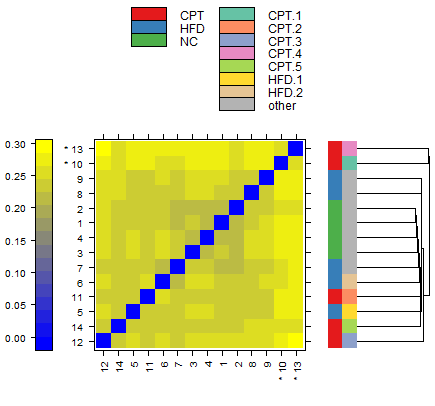 CPT
HFD
NC
CPT.1
CPT.2
CPT.3
CPT.4
CPT.5
HFD.1
HFD.2
other
0.30
0.25
0.20
0.15
0.10
0.05
0.00
* 13
* 10
9
8
2
1
4
3
7
6
11
5
14
12
12 14 5 11 6 7 3 4 1 2 8 9 * 10 * 13